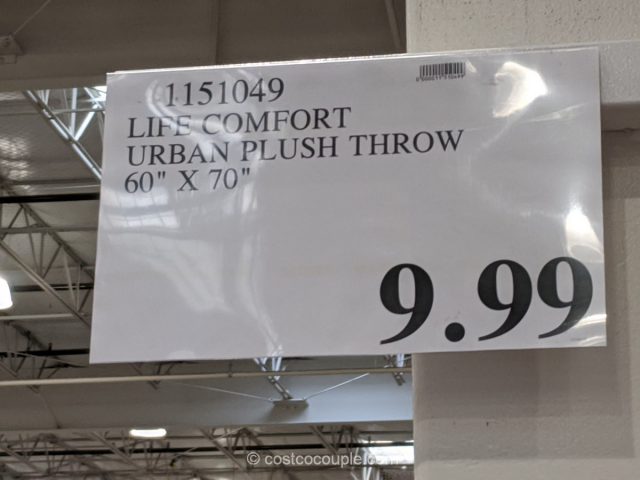 1151049
LIFE COMFORT
URBAN PLUSH THROW
60" X 70"
9.99
© costcocouple.com